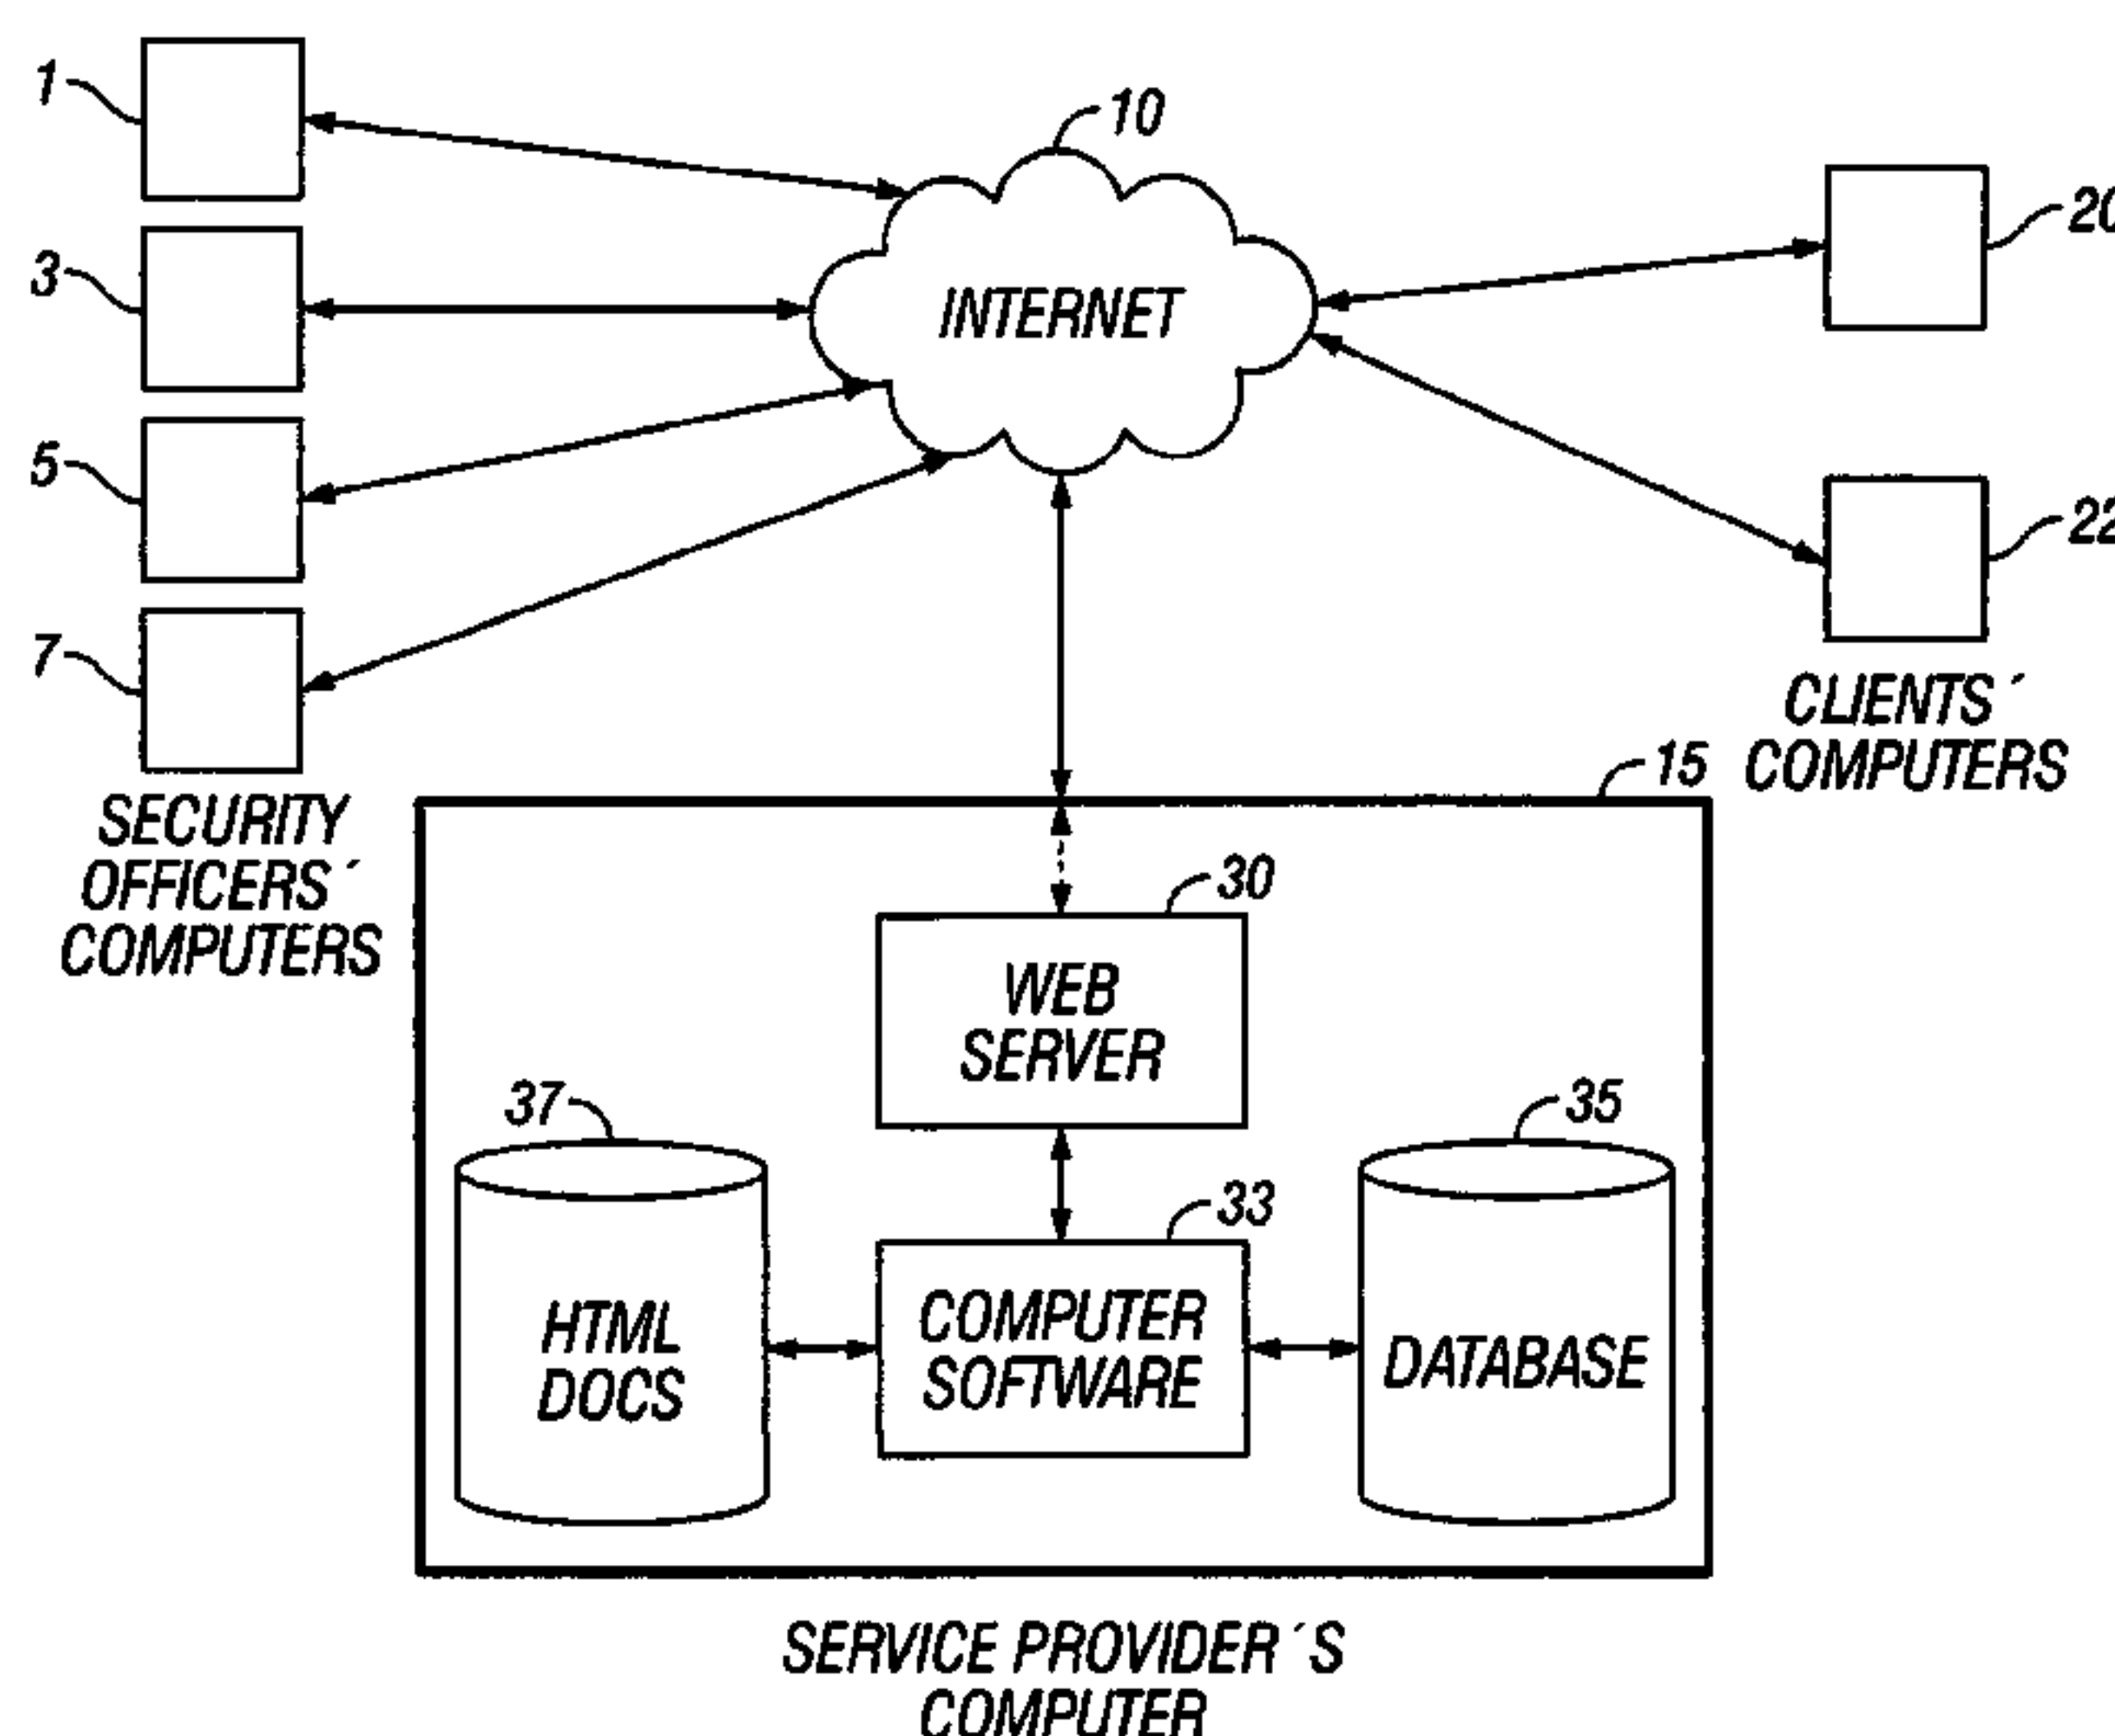 1
10
20
3
INTERNET
5
22
7
CLIENTS´
COMPUTERS
15
SECURITY
OFFICERS´
COMPUTERS
30
WEB
SERVER
37
35
33
HTML
DOCS
COMPUTER
SOFTWARE
DATABASE
SERVICE PROVIDER´S
COMPUTER